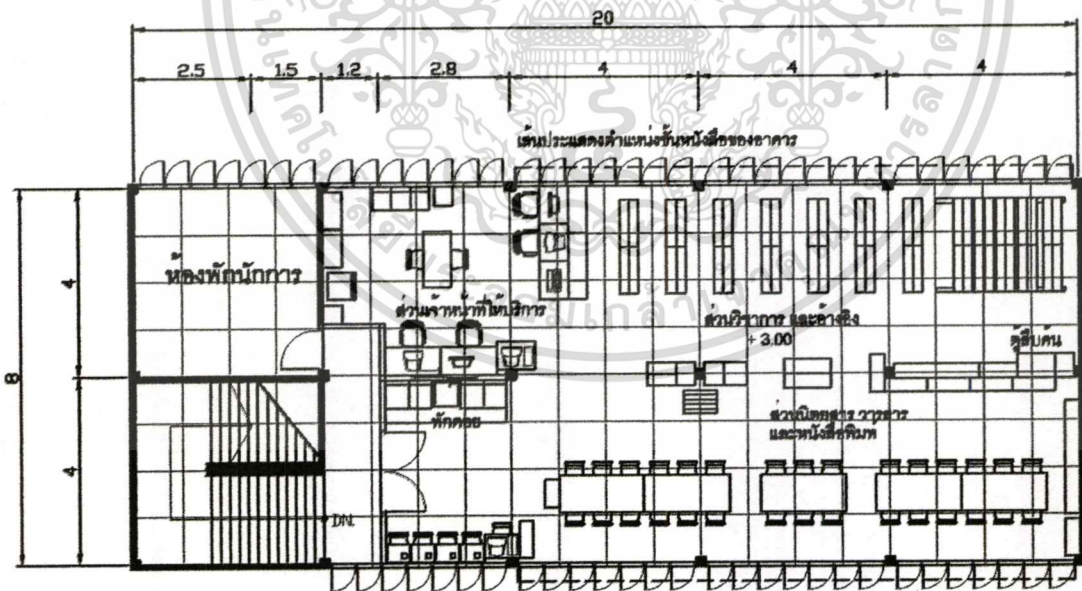 20
2.5 1.5 1.2 2.8 4 4 4
เส้นประแสดงตำแหน่งชั้นหนังสือของอาคาร
8
4
4
ห้องพักนักการ
ส่วนเจ้าหน้าที่ให้บริการ
ส่วนวิชาการ และอ้างอิง
+ 3.00
ตู้สืบค้น
พักคอย
ส่วนนิตยสาร วารสาร
และหนังสือพิมพ์
DN.